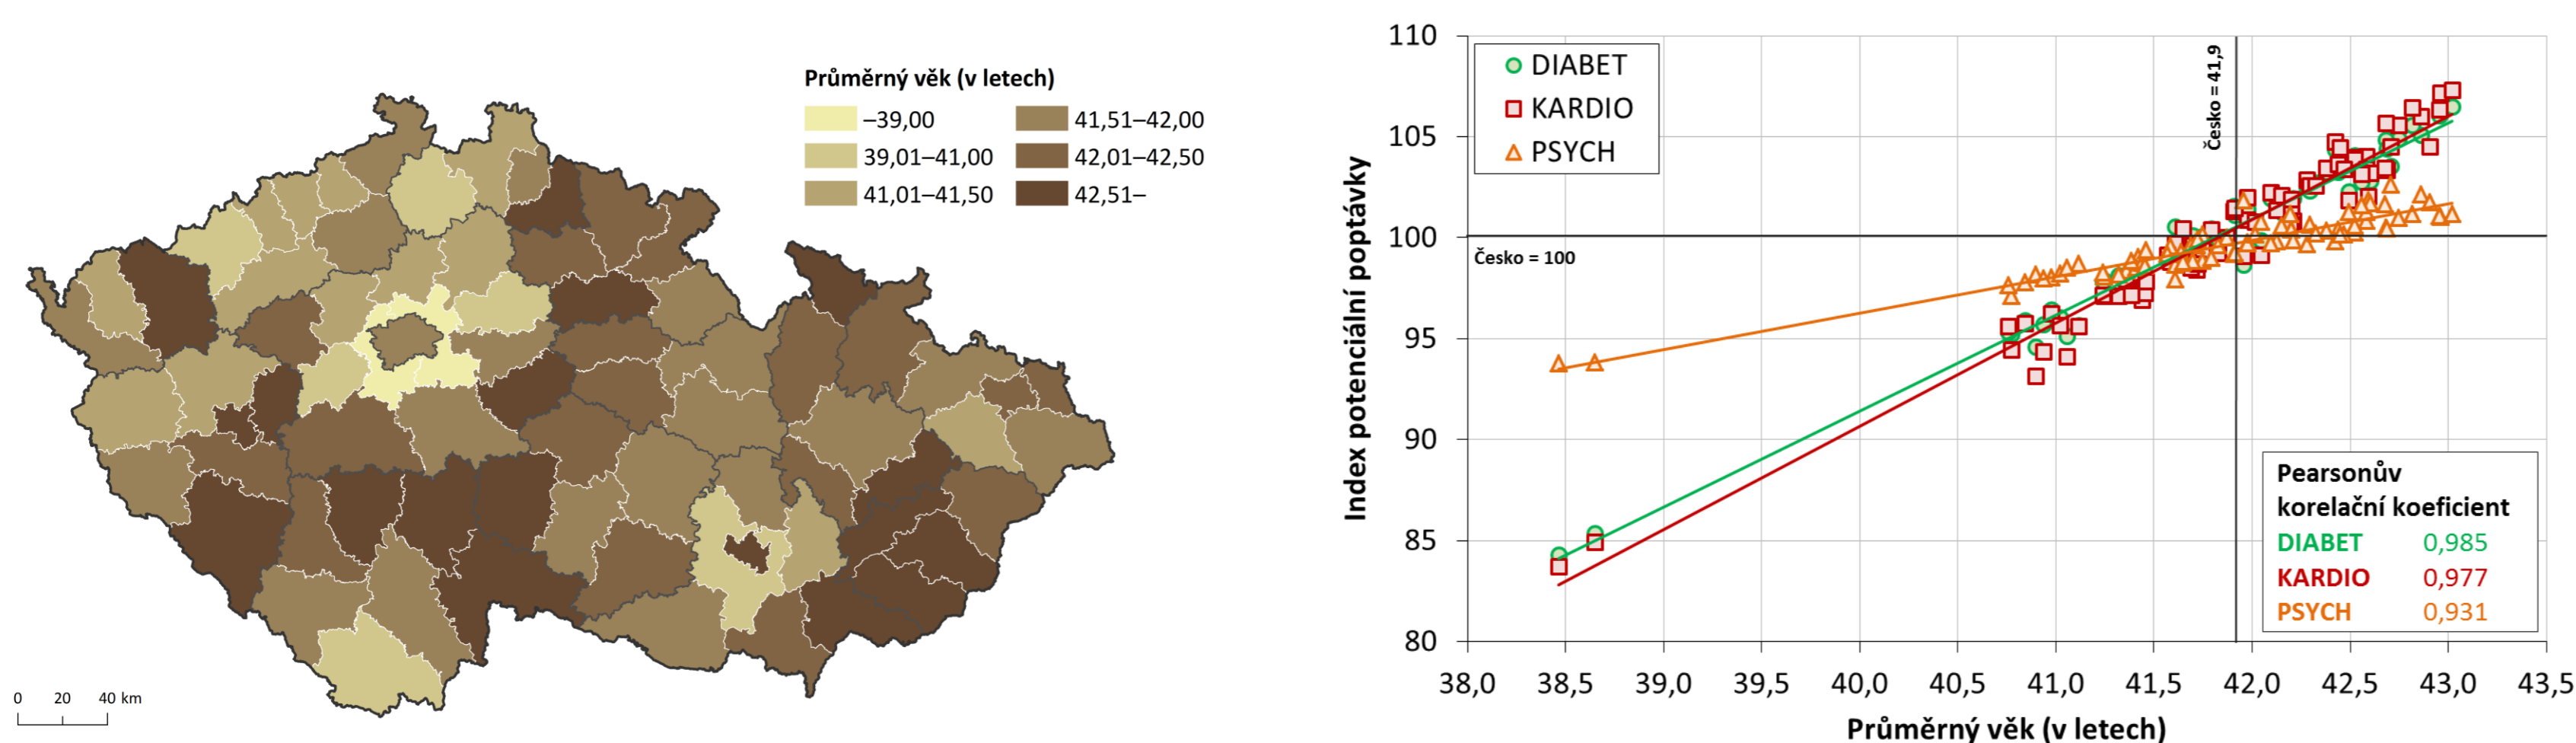 Průměrný věk (v letech)
–39,00
39,01–41,00
41,01–41,50
41,51–42,00
42,01–42,50
42,51–
0 20 40 km
Index potenciální poptávky
110
105
100
95
90
85
80
DIABET
KARDIO
PSYCH
Česko = 41,9
Česko = 100
Pearsonův
korelační koeficient
DIABET 0,985
KARDIO 0,977
PSYCH 0,931
38,0 38,5 39,0 39,5 40,0 40,5 41,0 41,5 42,0 42,5 43,0 43,5
Průměrný věk (v letech)